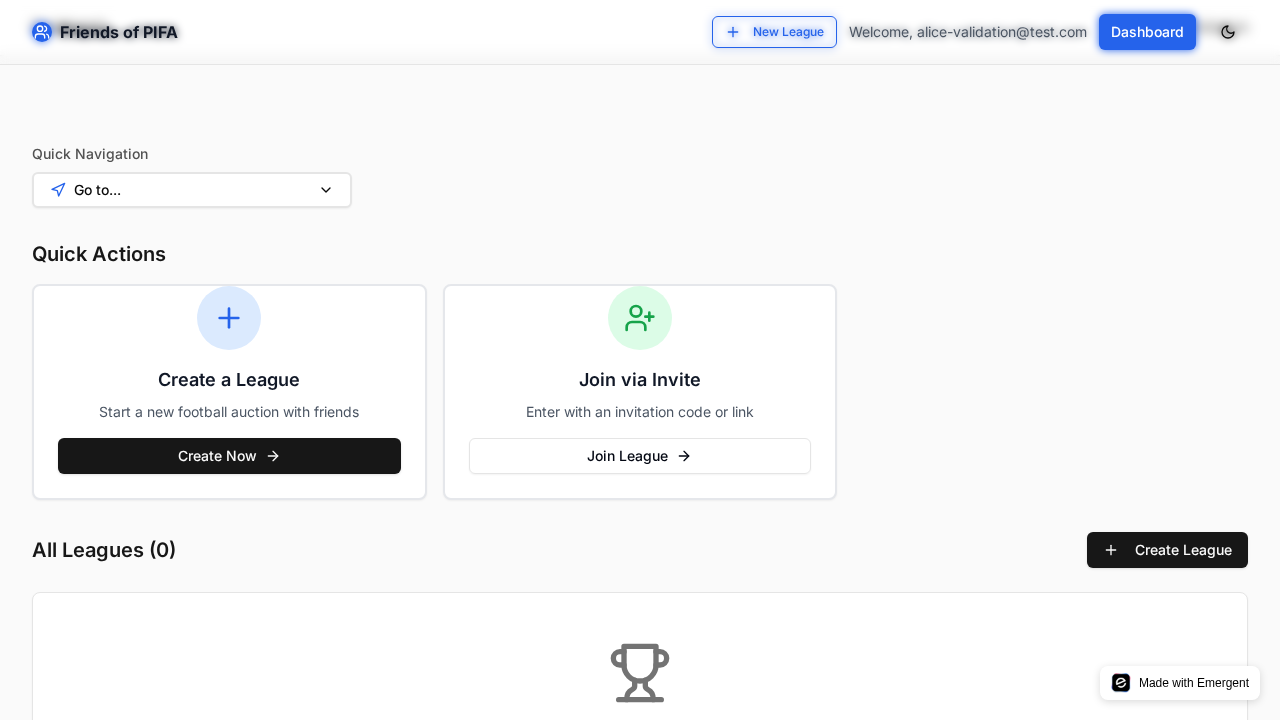 Friends of PIFA
New League
Welcome, alice-validation@test.com
Dashboard
Quick Navigation
Go to...
Quick Actions
Create a League
Start a new football auction with friends
Create Now
Join via Invite
Enter with an invitation code or link
Join League
All Leagues (0)
Create League
Made with Emergent